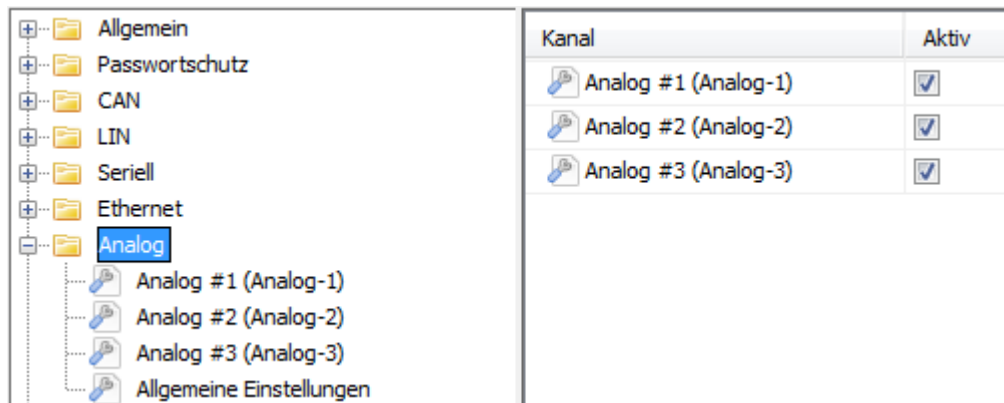 Allgemein
Passwortschutz
CAN
LIN
Seriell
Ethernet
Analog
Analog #1 (Analog-1)
Analog #2 (Analog-2)
Analog #3 (Analog-3)
Allgemeine Einstellungen
Kanal Aktiv
Analog #1 (Analog-1)
Analog #2 (Analog-2)
Analog #3 (Analog-3)